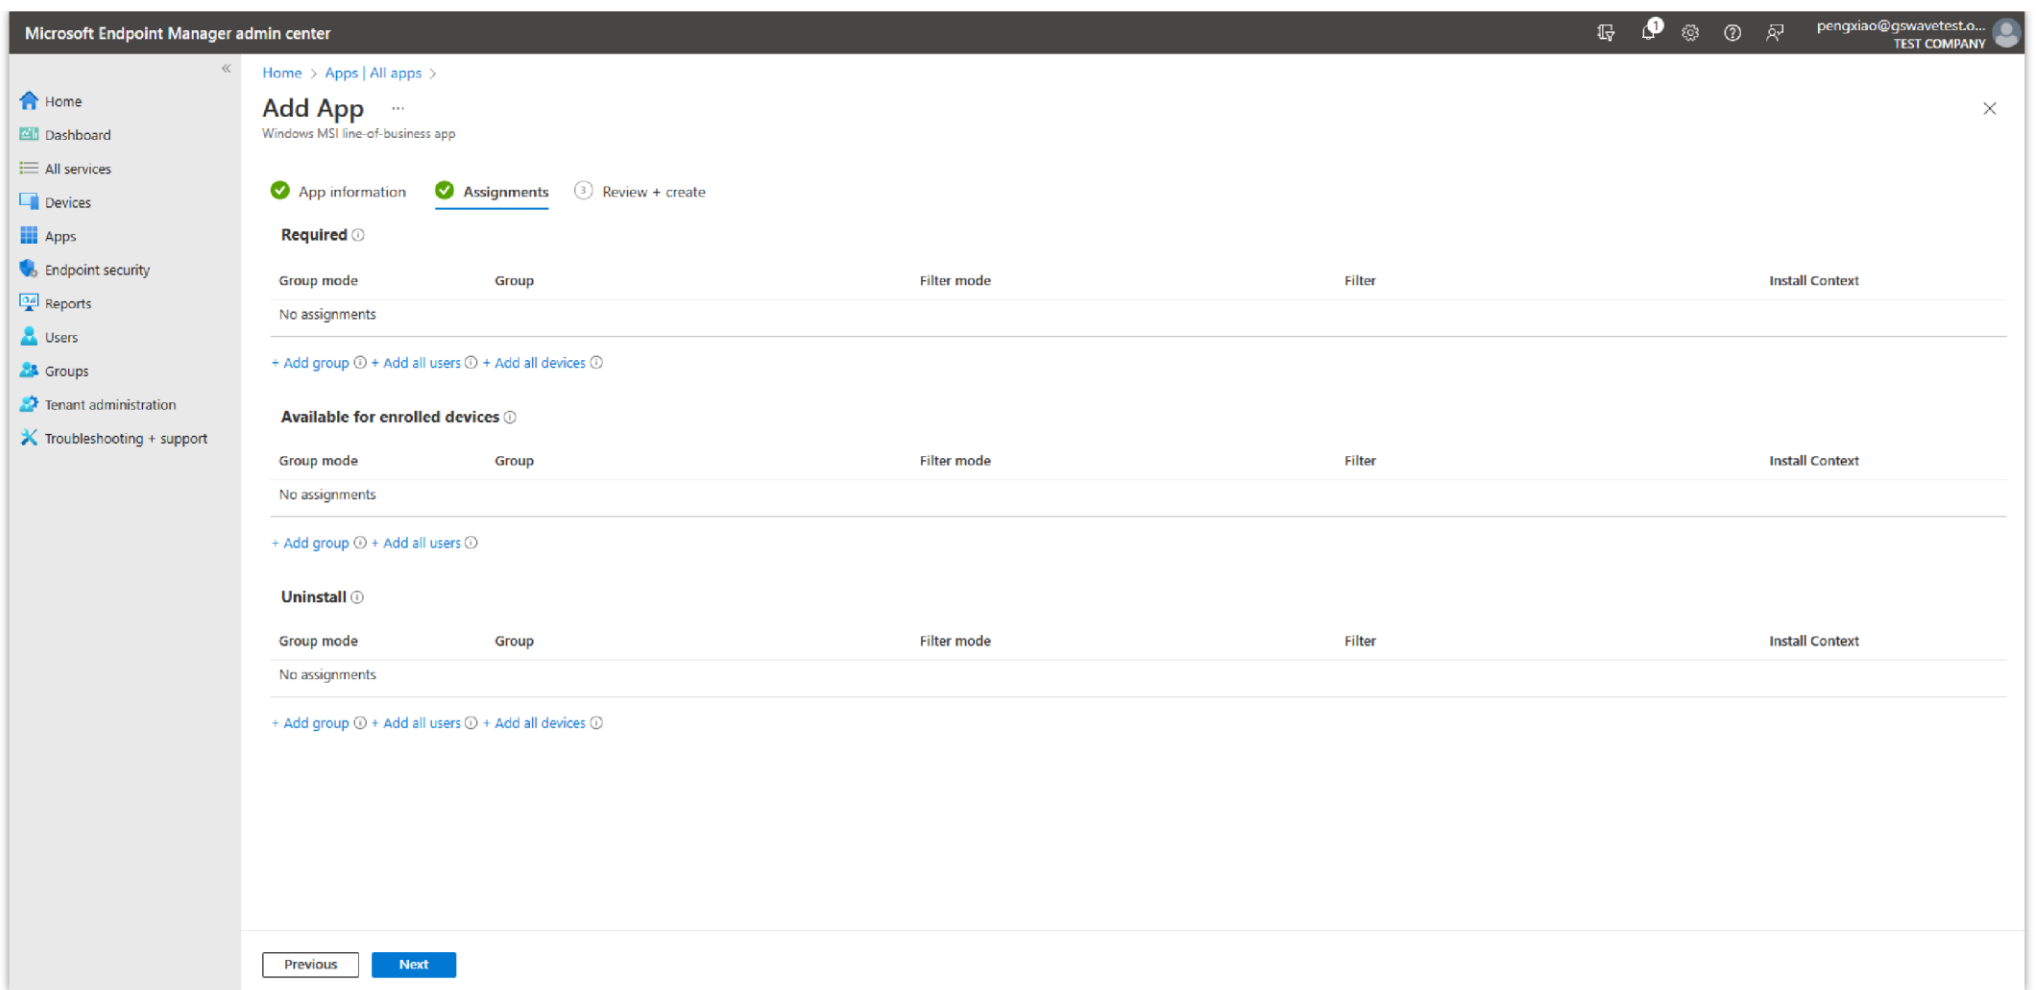 Microsoft Endpoint Manager admin center
1
pengxiao@gswavetest.o...
TEST COMPANY
«
Home
Dashboard
All services
Devices
Apps
Endpoint security
Reports
Users
Groups
Tenant administration
Troubleshooting + support
Home > Apps | All apps >
Add App ...
Windows MSI line-of-business app
App information Assignments 3 Review + create
Required
Group mode Group Filter mode Filter Install Context
No assignments
+ Add group + Add all users + Add all devices
Available for enrolled devices
Group mode Group Filter mode Filter Install Context
No assignments
+ Add group + Add all users
Uninstall
Group mode Group Filter mode Filter Install Context
No assignments
+ Add group + Add all users + Add all devices
Previous Next